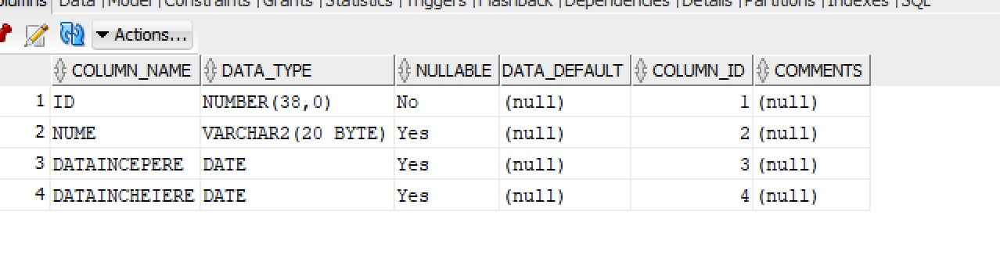 Data | Model | Constraints | Grants | Statistics | Triggers | Flashback | Dependencies | Details | Partitions | Indexes | SQL
Actions...
COLUMN_NAME DATA_TYPE NULLABLE DATA_DEFAULT COLUMN_ID COMMENTS
1 ID NUMBER(38,0) No (null) 1 (null)
2 NUME VARCHAR2(20 BYTE) Yes (null) 2 (null)
3 DATAINCEPERE DATE Yes (null) 3 (null)
4 DATAINCHEIERE DATE Yes (null) 4 (null)